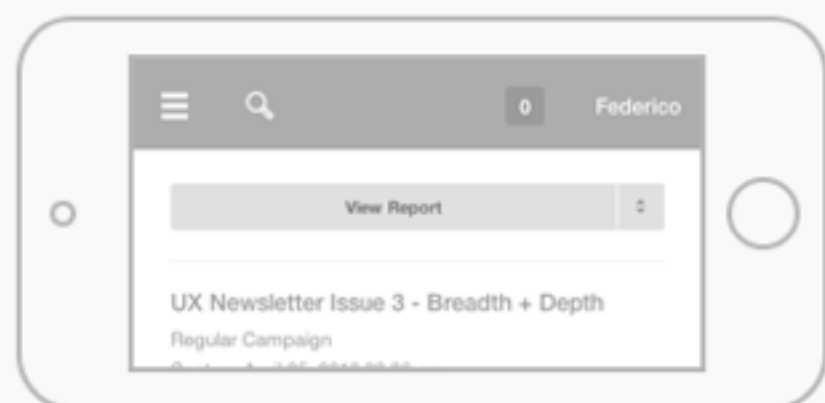 0 Federico
View Report
UX Newsletter Issue 3 - Breadth + Depth
Regular Campaign